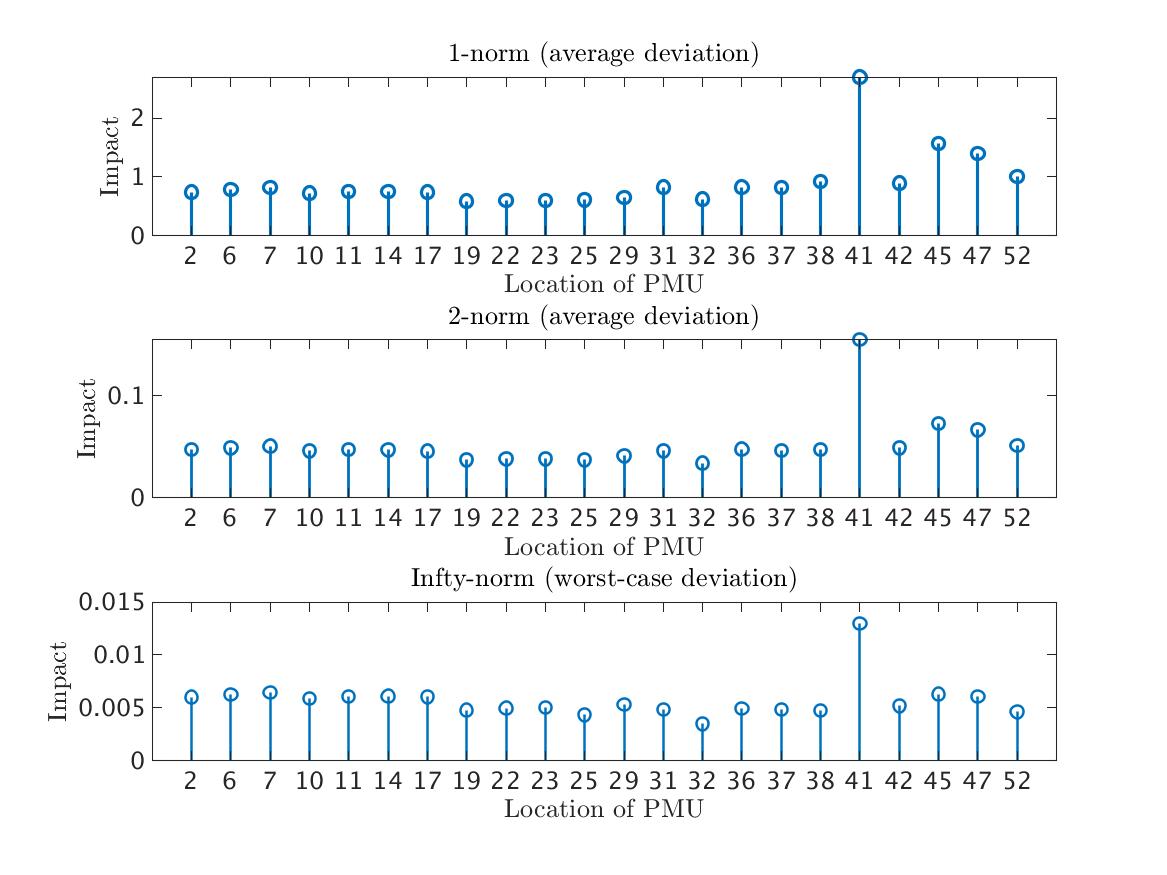 1-norm (average deviation)
Impact
2
1
0
2 6 7 10 11 14 17 19 22 23 25 29 31 32 36 37 38 41 42 45 47 52
Location of PMU
2-norm (average deviation)
Impact
0.1
0
2 6 7 10 11 14 17 19 22 23 25 29 31 32 36 37 38 41 42 45 47 52
Location of PMU
Infty-norm (worst-case deviation)
Impact
0.015
0.01
0.005
0
2 6 7 10 11 14 17 19 22 23 25 29 31 32 36 37 38 41 42 45 47 52
Location of PMU